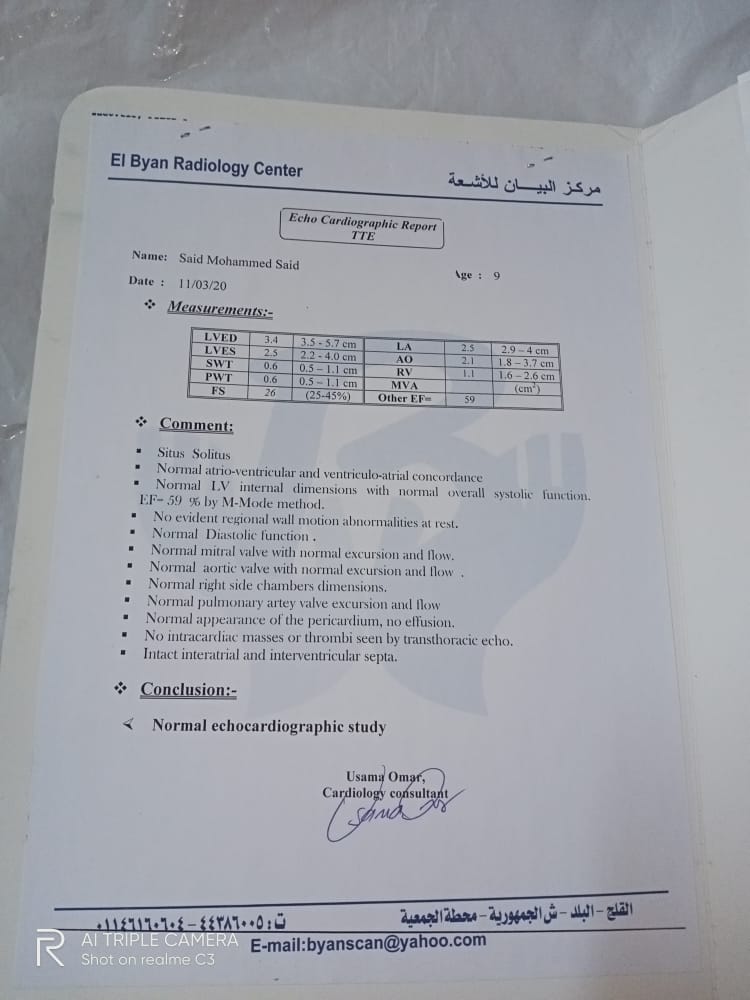 El Byan Radiology Center
مركز البيـــان للأشعة
Echo Cardiographic Report
TTE
Name: Said Mohammed Said
Age : 9
Date : 11/03/20
❖ Measurements:-
LVED 3.4 3.5 - 5.7 cm LA 2.5 2.9 – 4 cm
LVES 2.5 2.2 - 4.0 cm AO 2.1 1.8 – 3.7 cm
SWT 0.6 0.5 – 1.1 cm RV 1.1 1.6 – 2.6 cm
PWT 0.6 0.5 – 1.1 cm MVA (cm²)
FS 26 (25-45%) Other EF= 59
❖ Comment:
▪ Situs Solitus
▪ Normal atrio-ventricular and ventriculo-atrial concordance
▪ Normal LV internal dimensions with normal overall systolic function.
EF= 59 % by M-Mode method.
▪ No evident regional wall motion abnormalities at rest.
▪ Normal Diastolic function .
▪ Normal mitral valve with normal excursion and flow.
▪ Normal aortic valve with normal excursion and flow .
▪ Normal right side chambers dimensions.
▪ Normal pulmonary artey valve excursion and flow
▪ Normal appearance of the pericardium, no effusion.
▪ No intracardiac masses or thrombi seen by transthoracic echo.
▪ Intact interatrial and interventricular septa.
❖ Conclusion:-
Normal echocardiographic study
Usama Omar,
Cardiology consultant
القلج - البلد - ش الجمهورية - محطة الجمعية
ت : ٤٤٣٨٦٠٠٥ - ٠١١٤٦١٦٠٦٠٤
E-mail:byanscan@yahoo.com
AI TRIPLE CAMERA
Shot on realme C3